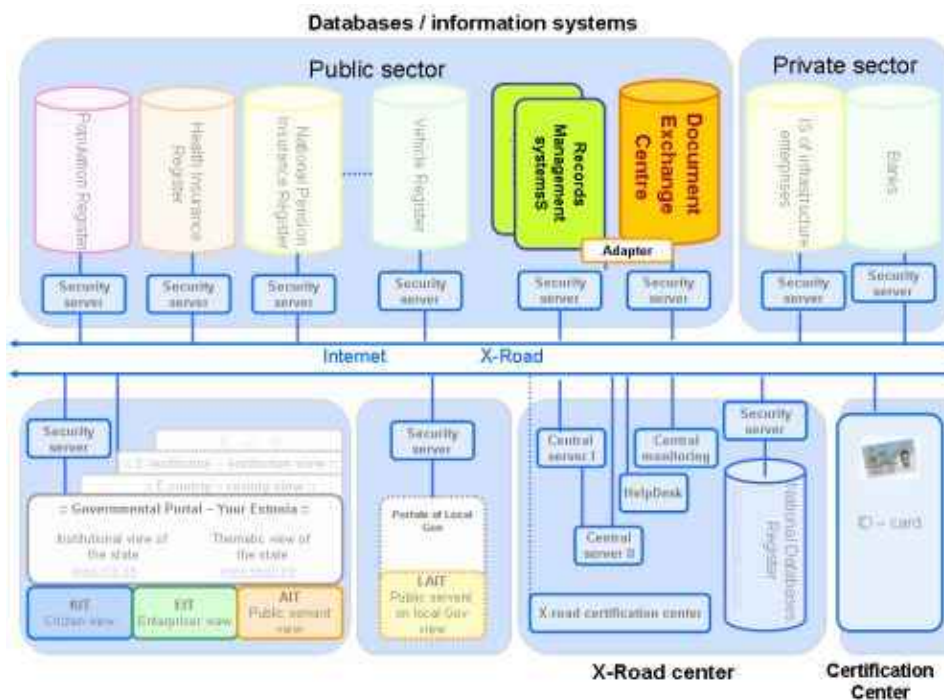 Databases / information systems
Public sector
Private sector
Population Register
Health Insurance
Register
National Pension
Insurance Register
Vehicle Register
Records
Management
systemsS
Document
Exchange
Centre
IS of infrastructure
enterprises
Banks
Adapter
Security
server
Security
server
Security
server
Security
server
Security
server
Security
server
Security
server
Security
server
Internet
X-Road
Security
server
:: Governmental Portal – Your Estonia ::
Institutional view of
the state
Thematic view of
the state
KIT
Citizen view
EIT
Enterpriser view
AIT
Public servant
view
Security
server
Portals of Local
Gov
LAIT
Public servent
on local Gov
view
Central
server I
Central
server II
HelpDesk
Central
monitoring
Security
server
National Databases
Register
X-road certification center
X-Road center
ID – card
Certification
Center